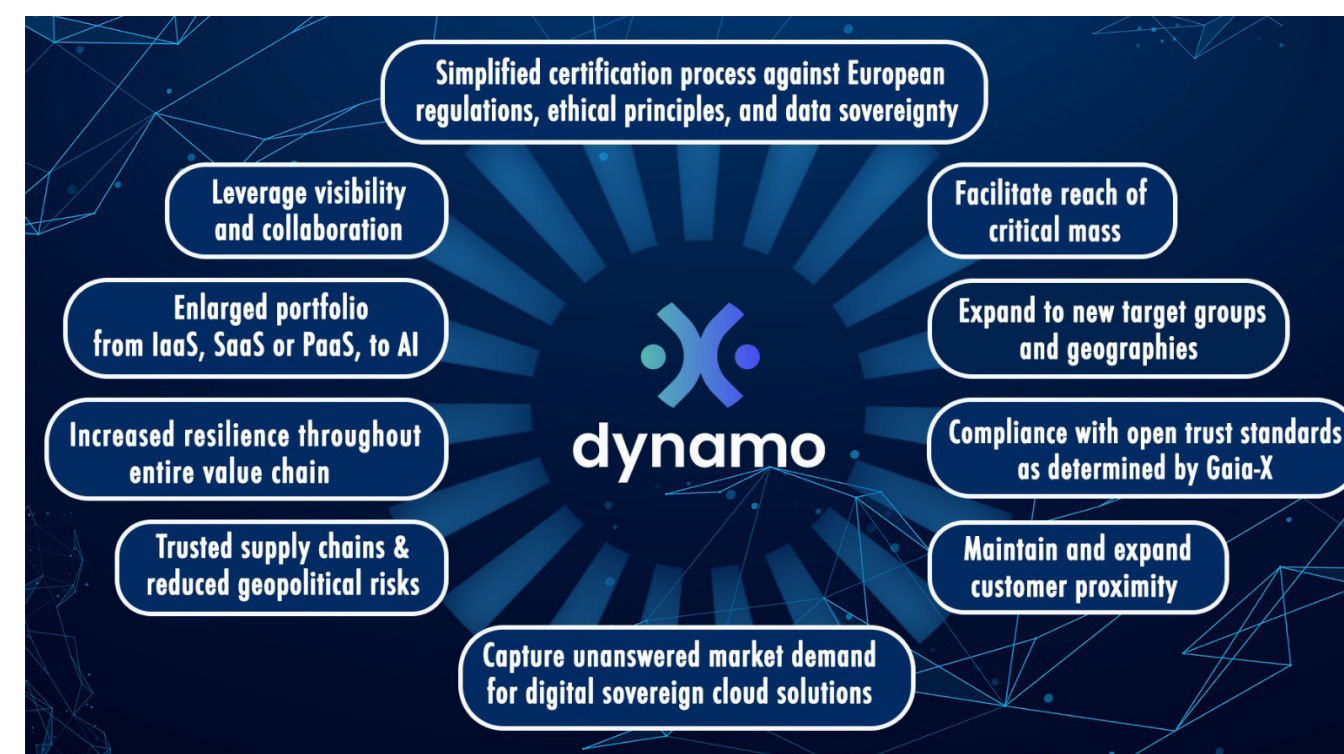 Simplified certification process against European
regulations, ethical principles, and data sovereignty
Leverage visibility
and collaboration
Facilitate reach of
critical mass
Enlarged portfolio
from IaaS, SaaS or PaaS, to AI
Expand to new target groups
and geographies
dynamo
Increased resilience throughout
entire value chain
Compliance with open trust standards
as determined by Gaia-X
Trusted supply chains &
reduced geopolitical risks
Maintain and expand
customer proximity
Capture unanswered market demand
for digital sovereign cloud solutions